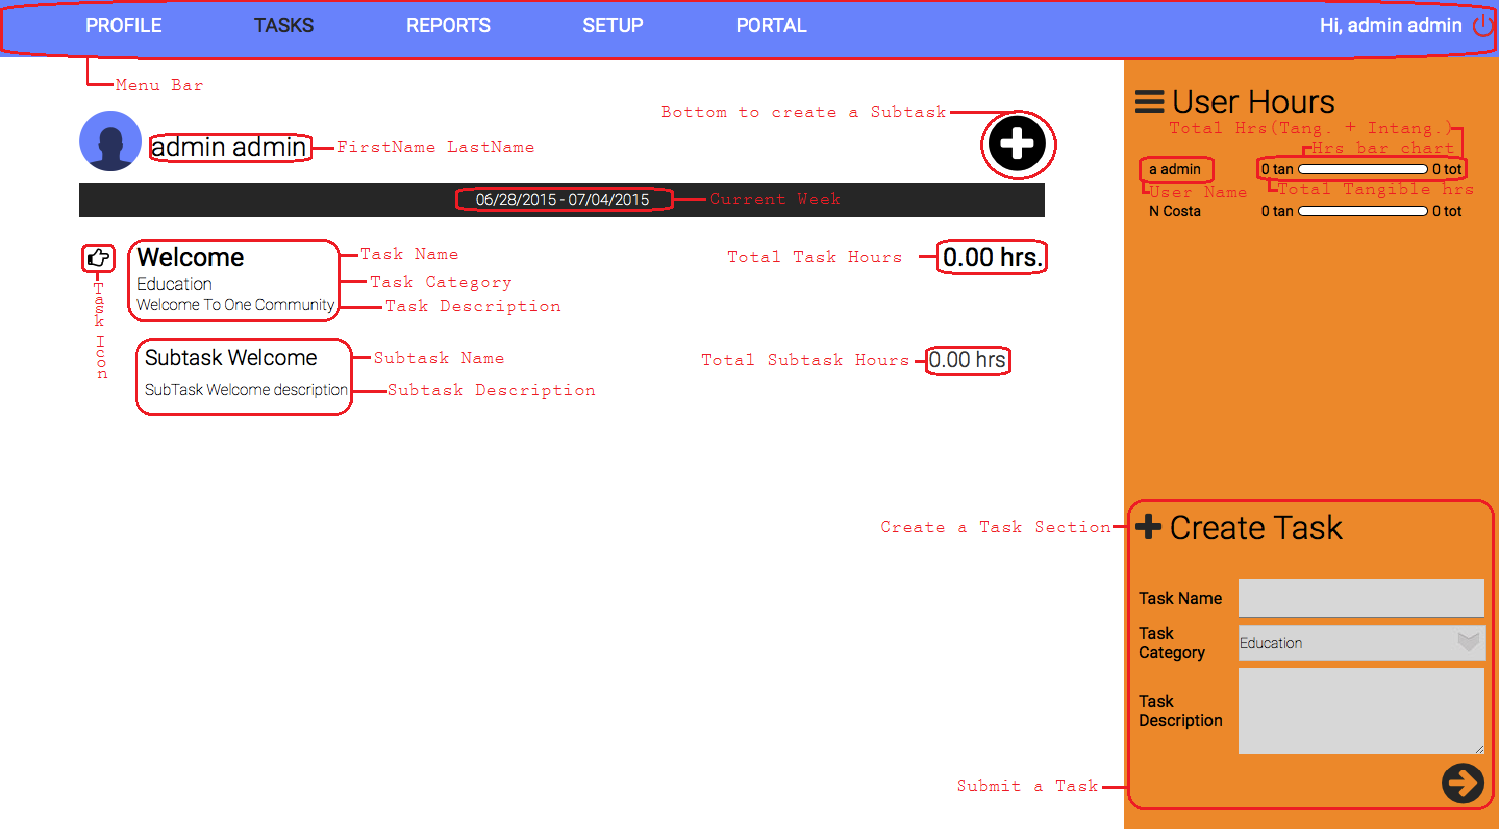 PROFILE TASKS REPORTS SETUP PORTAL Hi, admin admin
Menu Bar
Bottom to create a Subtask
admin admin
FirstName LastName
06/28/2015 - 07/04/2015
Current Week
Welcome
Education
Welcome To One Community
Task Name
Task Category
Task Description
Total Task Hours
0.00 hrs.
Task Icon
Subtask Welcome
SubTask Welcome description
Subtask Name
Subtask Description
Total Subtask Hours
0.00 hrs
User Hours
Total Hrs(Tang. + Intang.)
Hrs bar chart
a admin 0 tan 0 tot
User Name
Total Tangible hrs
N Costa 0 tan 0 tot
Create a Task Section
Create Task
Task Name
Task
Category
Education
Task
Description
Submit a Task